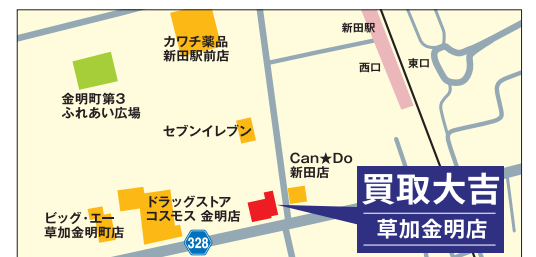 カワチ薬品
新田駅前店
新田駅
西口
東口
金明町第3
ふれあい広場
セブンイレブン
Can★Do
新田店
買取大吉
草加金明店
ドラッグストア
コスモス 金明店
ビッグ・エー
草加金明町店
328